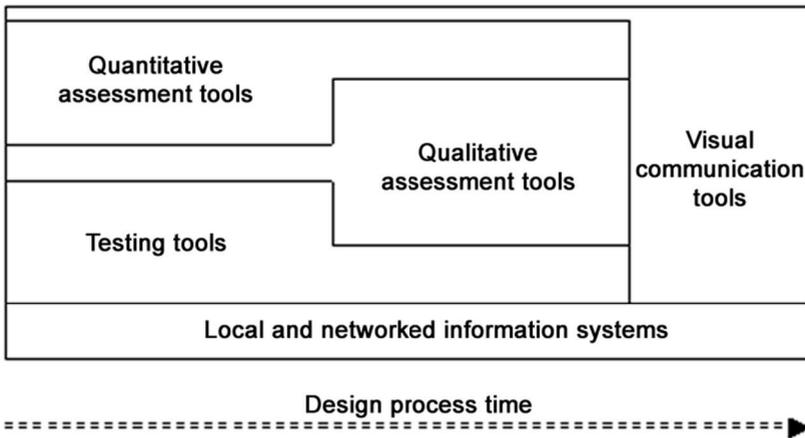 Quantitative
assessment tools
Qualitative
assessment tools
Visual
communication
tools
Testing tools
Local and networked information systems
Design process time